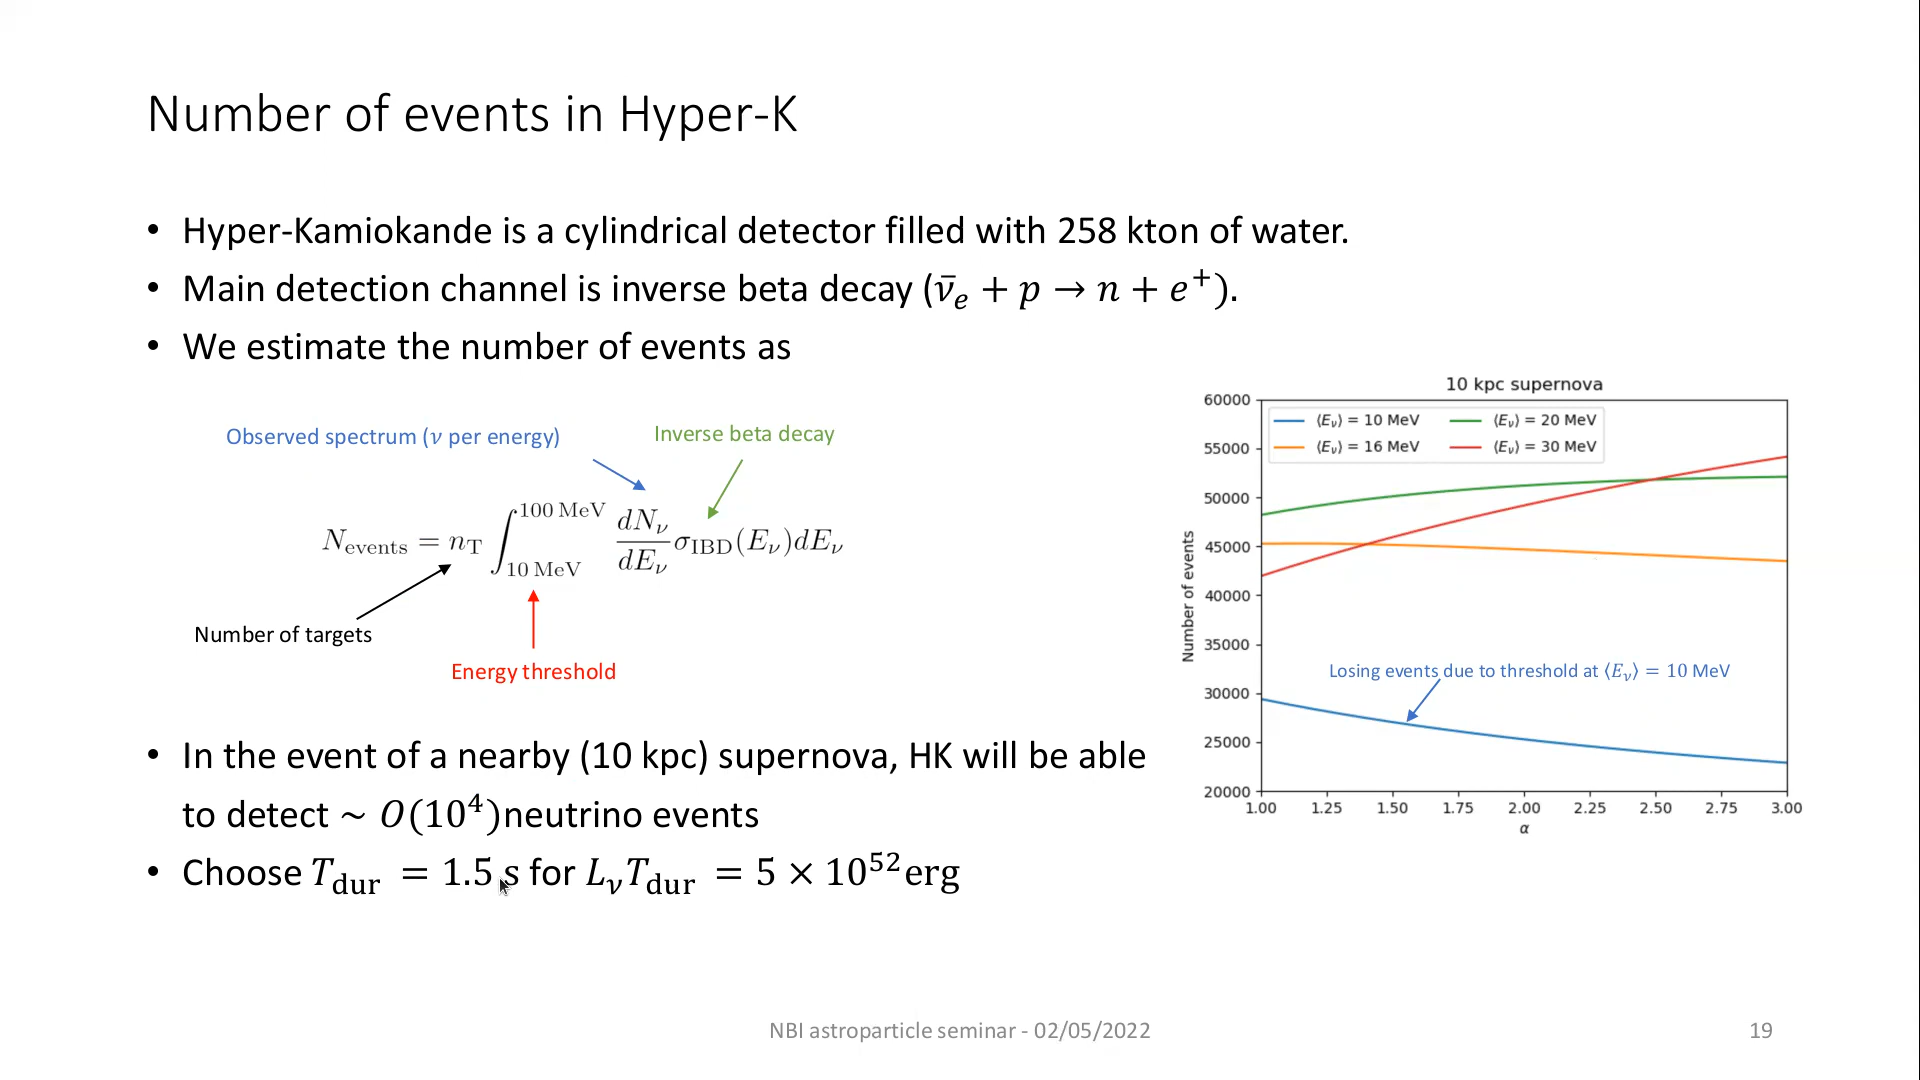 Number of events in Hyper-K
• Hyper-Kamiokande is a cylindrical detector filled with 258 kton of water.
• Main detection channel is inverse beta decay (ν̄ₑ + p → n + e⁺).
• We estimate the number of events as
Observed spectrum (ν per energy)
Inverse beta decay
N_events = n_T ∫_{10 MeV}^{100 MeV} dN_ν/dE_ν σ_IBD(E_ν)dE_ν
Number of targets
Energy threshold
• In the event of a nearby (10 kpc) supernova, HK will be able
to detect ~ O(10⁴)neutrino events
• Choose T_dur = 1.5 s for L_νT_dur = 5 × 10⁵²erg
10 kpc supernova
⟨E_ν⟩ = 10 MeV ⟨E_ν⟩ = 20 MeV
⟨E_ν⟩ = 16 MeV ⟨E_ν⟩ = 30 MeV
60000
55000
50000
45000
40000
35000
30000
25000
20000
Number of events
Losing events due to threshold at ⟨E_ν⟩ = 10 MeV
1.00 1.25 1.50 1.75 2.00 2.25 2.50 2.75 3.00
α
NBI astroparticle seminar - 02/05/2022
19